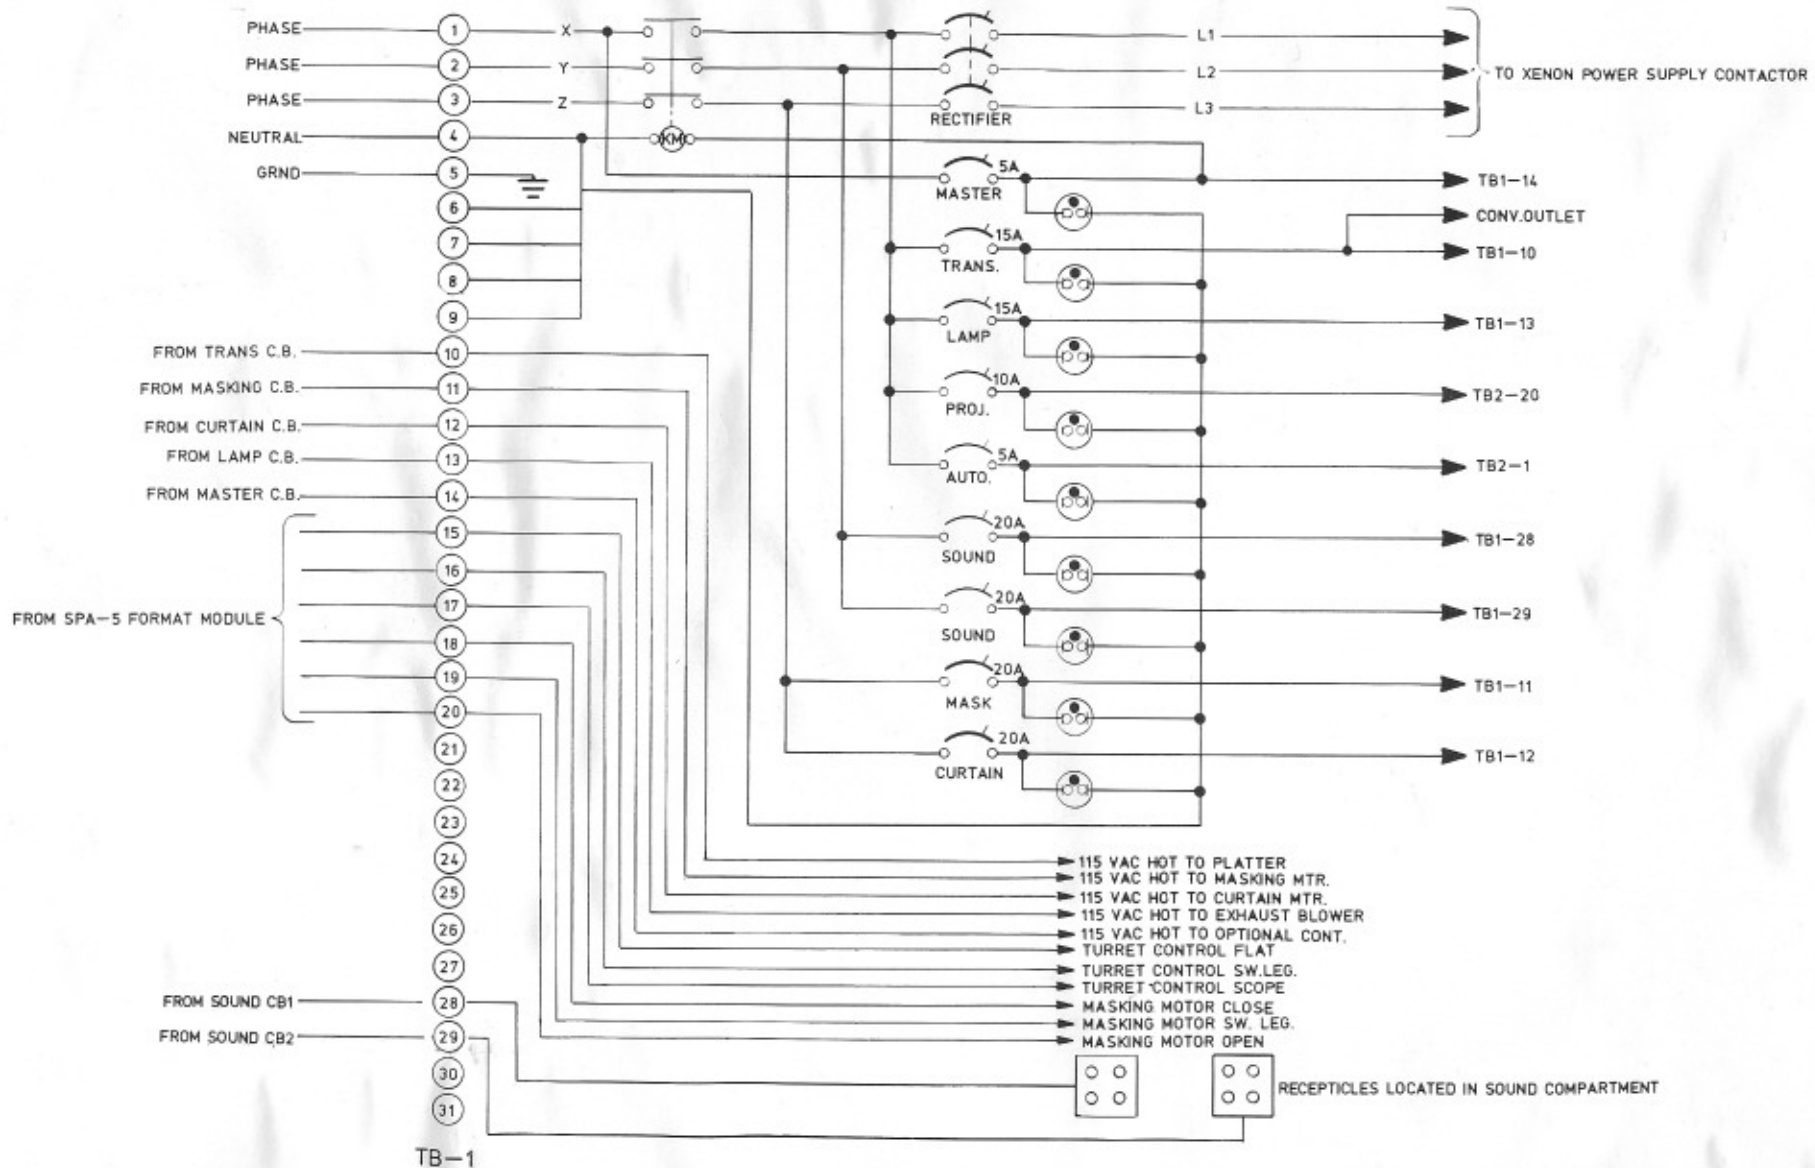 PHASE 1 X L1
PHASE 2 Y L2 TO XENON POWER SUPPLY CONTACTOR
PHASE 3 Z L3
RECTIFIER
NEUTRAL 4 KM
GRND 5 5A TB1-14
MASTER
6 CONV.OUTLET
7 15A TB1-10
TRANS.
8
9 15A TB1-13
LAMP
FROM TRANS C.B. 10
FROM MASKING C.B. 11 10A TB2-20
PROJ.
FROM CURTAIN C.B. 12
FROM LAMP C.B. 13 5A TB2-1
AUTO.
FROM MASTER C.B. 14
15 20A TB1-28
SOUND
16
17 20A TB1-29
FROM SPA-5 FORMAT MODULE
SOUND
18
19 20A TB1-11
MASK
20
21 20A TB1-12
CURTAIN
22
23
24 115 VAC HOT TO PLATTER
115 VAC HOT TO MASKING MTR.
25 115 VAC HOT TO CURTAIN MTR.
115 VAC HOT TO EXHAUST BLOWER
26 115 VAC HOT TO OPTIONAL CONT.
TURRET CONTROL FLAT
27 TURRET CONTROL SW.LEG.
TURRET CONTROL SCOPE
FROM SOUND CB1 28 MASKING MOTOR CLOSE
MASKING MOTOR SW. LEG.
FROM SOUND CB2 29 MASKING MOTOR OPEN
30 RECEPTICLES LOCATED IN SOUND COMPARTMENT
31
TB-1